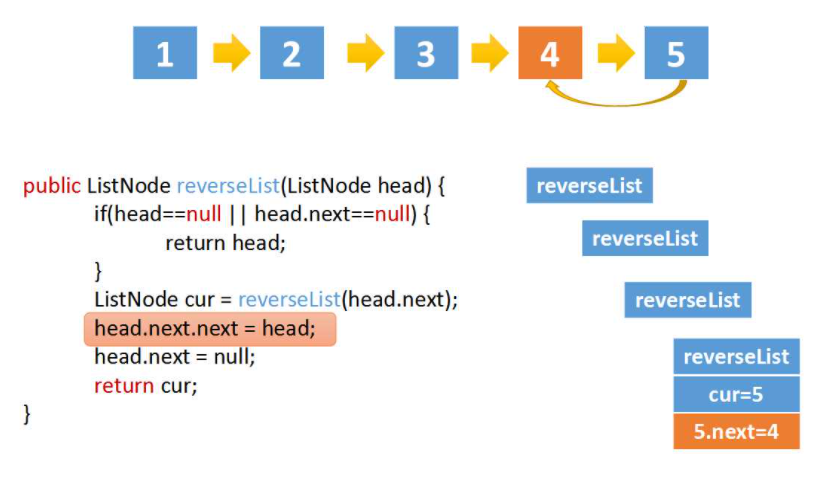 1 2 3 4 5
public ListNode reverseList(ListNode head) {
if(head==null || head.next==null) {
return head;
}
ListNode cur = reverseList(head.next);
head.next.next = head;
head.next = null;
return cur;
}
reverseList
reverseList
reverseList
reverseList
cur=5
5.next=4